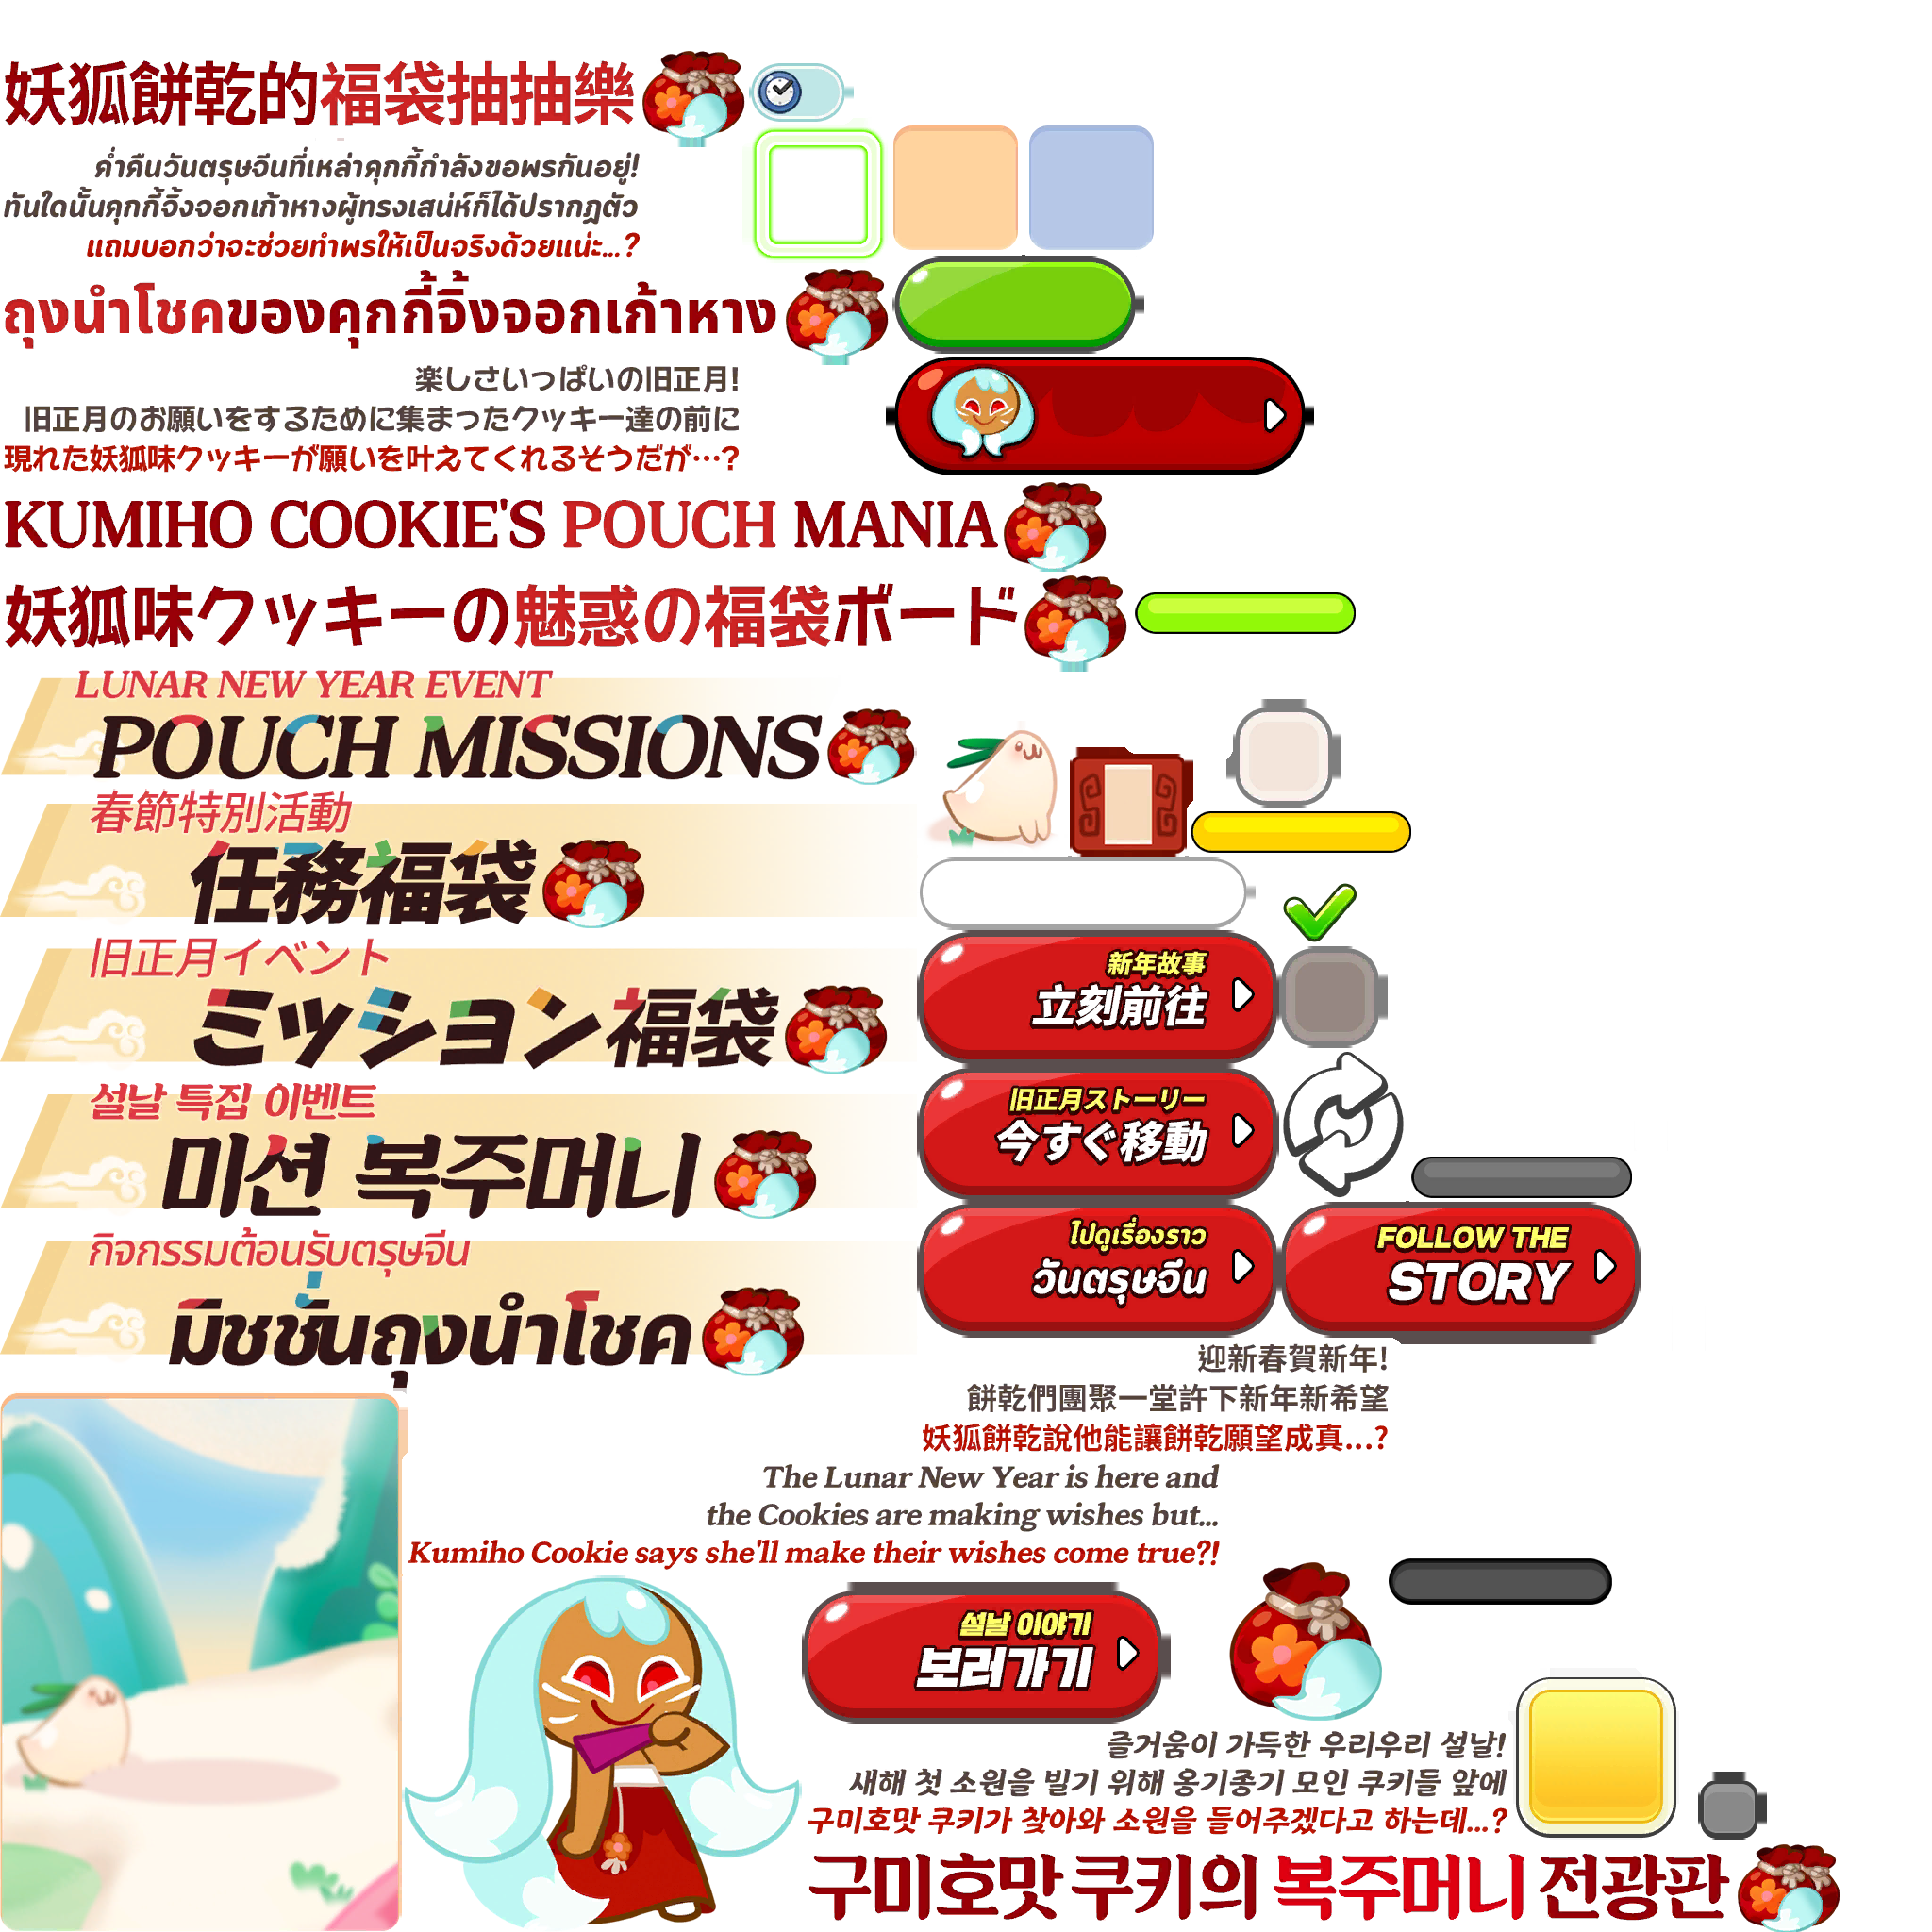 妖狐餅乾的福袋抽抽樂
ค่ำคืนวันตรุษจีนที่เหล่าคุกกี้กำลังขอพรกันอยู่!
ทันใดนั้นคุกกี้จิ้งจอกเก้าหางผู้ทรงเสน่ห์ก็ได้ปรากฏตัว
แถมบอกว่าจะช่วยทำพรให้เป็นจริงด้วยแน่ะ...?
ถุงนำโชคของคุกกี้จิ้งจอกเก้าหาง
楽しさいっぱいの旧正月!
旧正月のお願いをするために集まったクッキー達の前に
現れた妖狐味クッキーが願いを叶えてくれるそうだが…?
KUMIHO COOKIE'S POUCH MANIA
妖狐味クッキーの魅惑の福袋ボード
LUNAR NEW YEAR EVENT
POUCH MISSIONS
春節特別活動
任務福袋
旧正月イベント
ミッション福袋
설날 특집 이벤트
미션 복주머니
กิจกรรมต้อนรับตรุษจีน
มิชชั่นถุงนำโชค
新年故事
立刻前往
旧正月ストーリー
今すぐ移動
ไปดูเรื่องราว
วันตรุษจีน
FOLLOW THE
STORY
迎新春賀新年!
餅乾們團聚一堂許下新年新希望
妖狐餅乾說他能讓餅乾願望成真...?
The Lunar New Year is here and
the Cookies are making wishes but...
Kumiho Cookie says she'll make their wishes come true?!
설날 이야기
보러가기
즐거움이 가득한 우리우리 설날!
새해 첫 소원을 빌기 위해 옹기종기 모인 쿠키들 앞에
구미호맛 쿠키가 찾아와 소원을 들어주겠다고 하는데...?
구미호맛 쿠키의 복주머니 전광판